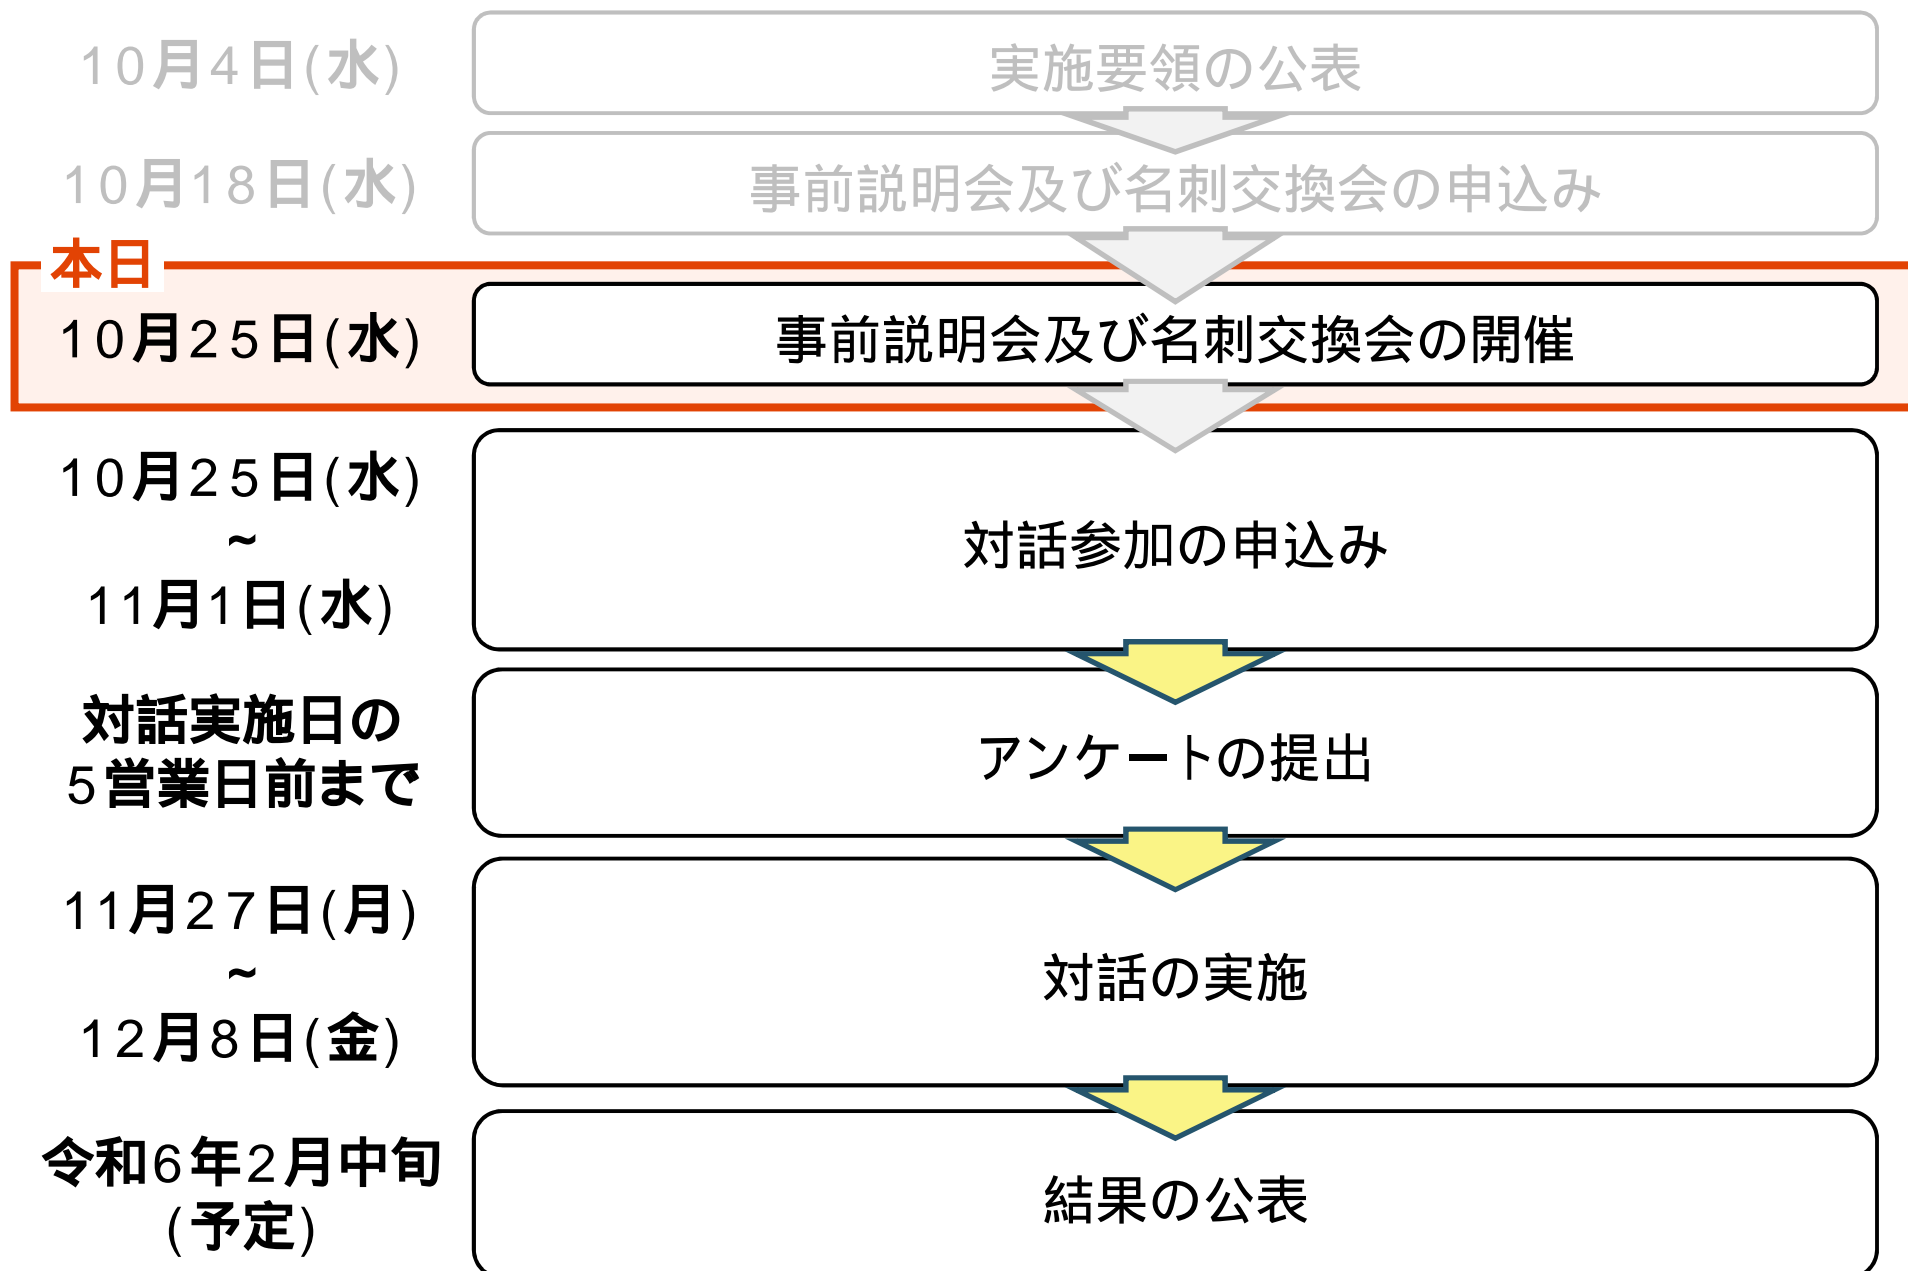 10月4日(水)
実施要領の公表
10月18日(水)
事前説明会及び名刺交換会の申込み
本日
10月25日(水)
事前説明会及び名刺交換会の開催
10月25日(水)
~
11月1日(水)
対話参加の申込み
対話実施日の
5営業日前まで
アンケートの提出
11月27日(月)
~
12月8日(金)
対話の実施
令和6年2月中旬
(予定)
結果の公表